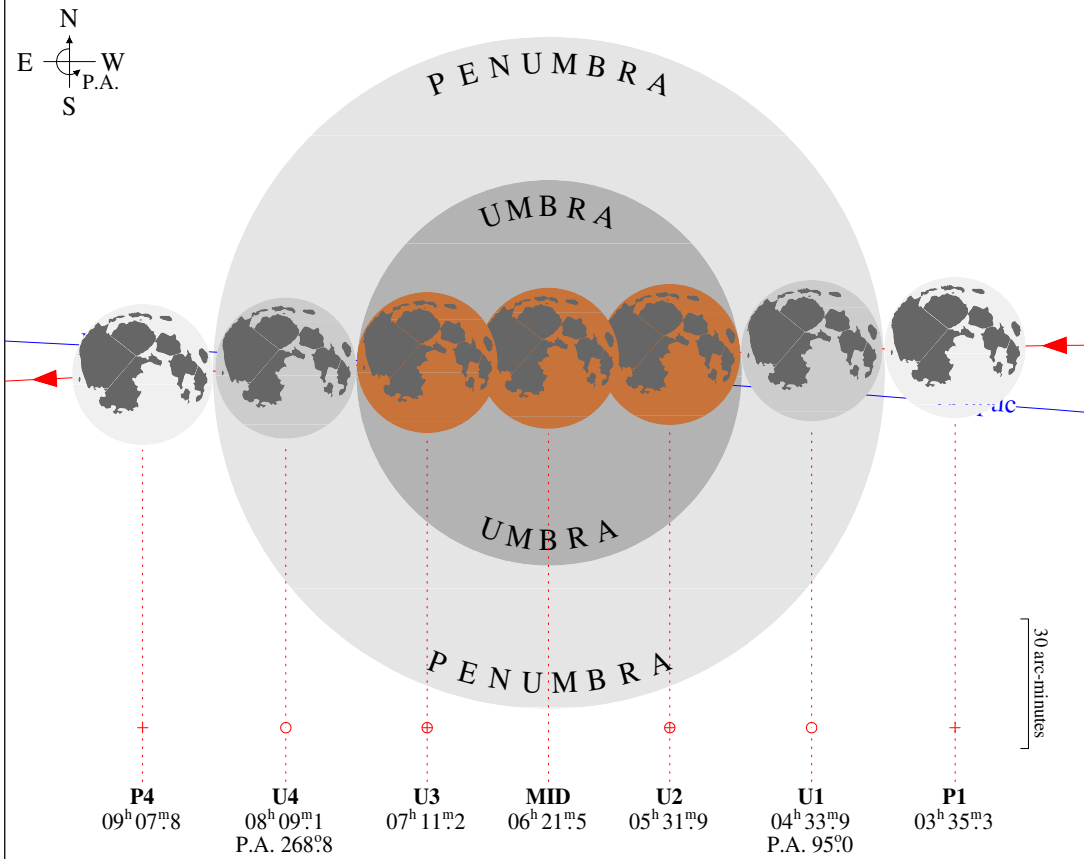 N
E W
P.A.
S
PENUMBRA
UMBRA
UMBRA
PENUMBRA
30 arc-minutes
P4 U4 U3 MID U2 U1 P1
09ʰ 07ᵐ.8 08ʰ 09ᵐ.1 07ʰ 11ᵐ.2 06ʰ 21ᵐ.5 05ʰ 31ᵐ.9 04ʰ 33ᵐ.9 03ʰ 35ᵐ.3
P.A. 268°.8 P.A. 95°.0